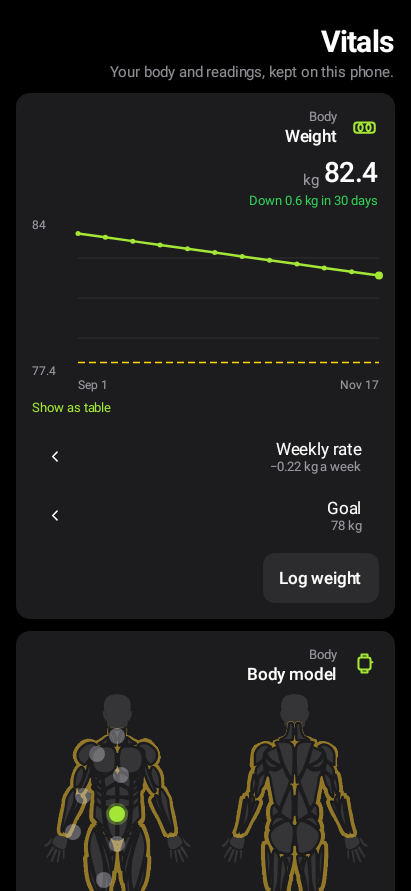 Vitals
Your body and readings, kept on this phone.
Body
Weight
kg 82.4
Down 0.6 kg in 30 days
84
77.4
Sep 1
Nov 17
Show as table
Weekly rate
−0.22 kg a week
Goal
78 kg
Log weight
Body
Body model